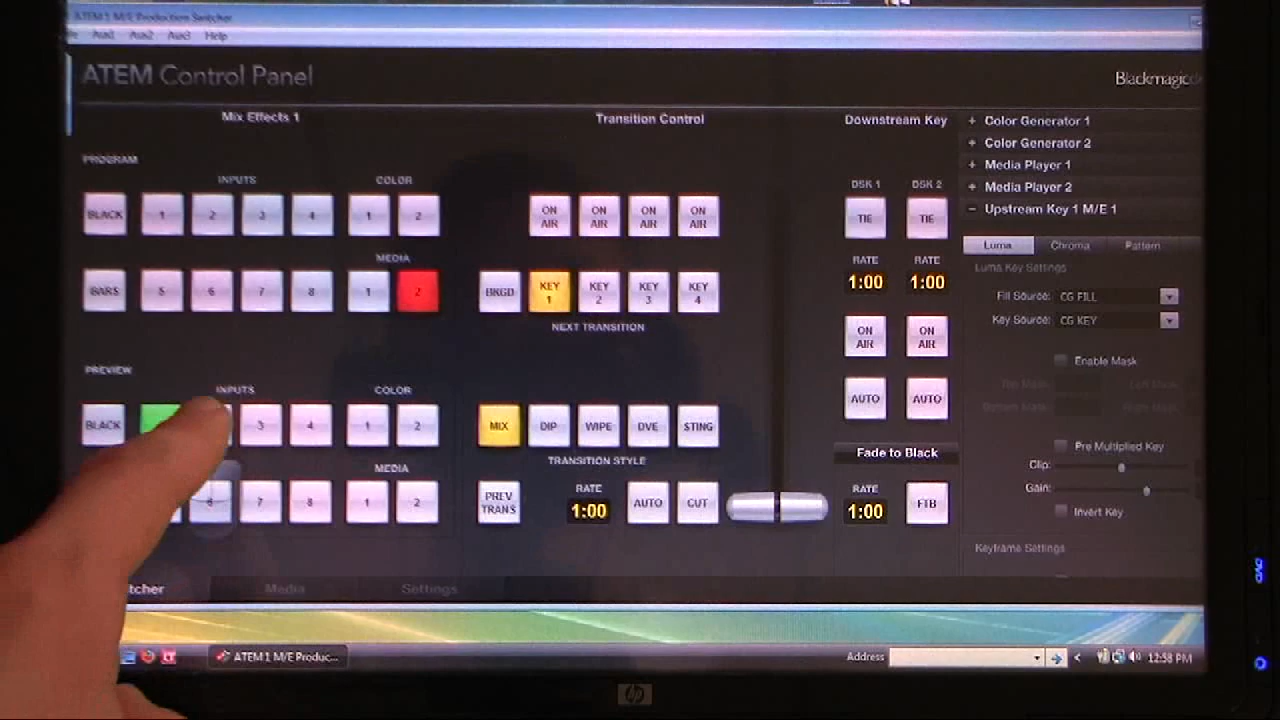 ATEM 1 M/E Production Switcher
Aux1 Aux2 Aux3 Help
ATEM Control Panel
Blackmagic
Mix Effects 1
Transition Control
Downstream Key
PROGRAM
INPUTS
COLOR
BLACK 1 2 3 4 1 2
ON AIR ON AIR ON AIR ON AIR
MEDIA
BARS 5 6 7 8 1 2
BKGD KEY 1 KEY 2 KEY 3 KEY 4
NEXT TRANSITION
PREVIEW
INPUTS
COLOR
BLACK 3 4 1 2
MIX DIP WIPE DVE STING
TRANSITION STYLE
MEDIA
6 7 8 1 2
PREV TRANS
RATE
1:00
AUTO CUT
DSK 1 DSK 2
TIE TIE
RATE RATE
1:00 1:00
ON AIR ON AIR
AUTO AUTO
Fade to Black
RATE
1:00
FTB
+ Color Generator 1
+ Color Generator 2
+ Media Player 1
+ Media Player 2
- Upstream Key 1 M/E 1
Luma Chroma Pattern
Luma Key Settings
Fill Source: CG FILL
Key Source: CG KEY
Enable Mask
Pre Multiplied Key
Clip:
Gain:
Invert Key
Keyframe Settings
tcher Media Settings
ATEM 1 M/E Produc...
Address
12:58 PM
hp